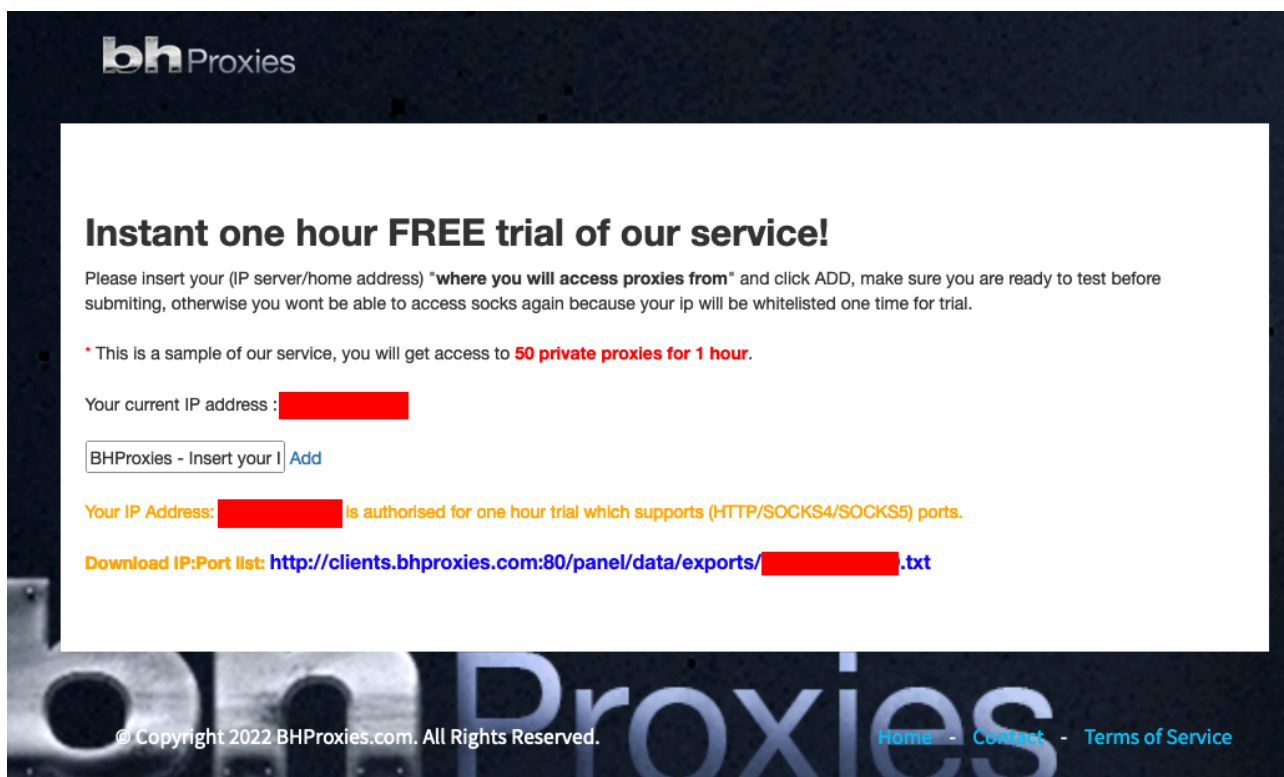 bh Proxies
Instant one hour FREE trial of our service!
Please insert your (IP server/home address) "where you will access proxies from" and click ADD, make sure you are ready to test before
submiting, otherwise you wont be able to access socks again because your ip will be whitelisted one time for trial.
* This is a sample of our service, you will get access to 50 private proxies for 1 hour.
Your current IP address :
BHProxies - Insert your I Add
Your IP Address: is authorised for one hour trial which supports (HTTP/SOCKS4/SOCKS5) ports.
Download IP:Port list: http://clients.bhproxies.com:80/panel/data/exports/ .txt
bh Proxies
© Copyright 2022 BHProxies.com. All Rights Reserved. Home - Contact - Terms of Service